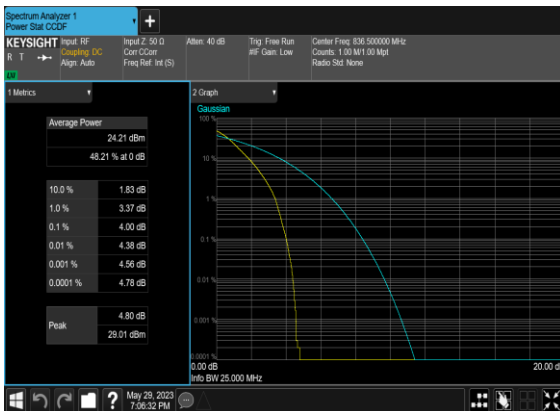 Spectrum Analyzer 1
Power Stat CCDF
KEYSIGHT
R T
LV
Input: RF
Coupling: DC
Align: Auto
Input Z: 50 Ω
Corr CCorr
Freq Ref: Int (S)
Atten: 40 dB
Trig: Free Run
#IF Gain: Low
Center Freq: 836.500000 MHz
Counts: 1.00 M/1.00 Mpt
Radio Std: None
1 Metrics
Average Power
24.21 dBm
48.21 % at 0 dB
10.0 % 1.83 dB
1.0 % 3.37 dB
0.1 % 4.00 dB
0.01 % 4.38 dB
0.001 % 4.56 dB
0.0001 % 4.78 dB
Peak
4.80 dB
29.01 dBm
2 Graph
Gaussian
100 %
10 %
1 %
0.1 %
0.01 %
0.001 %
0.0001 %
0.00 dB
20.00 d
Info BW 25.000 MHz
May 29, 2023
7:06:32 PM